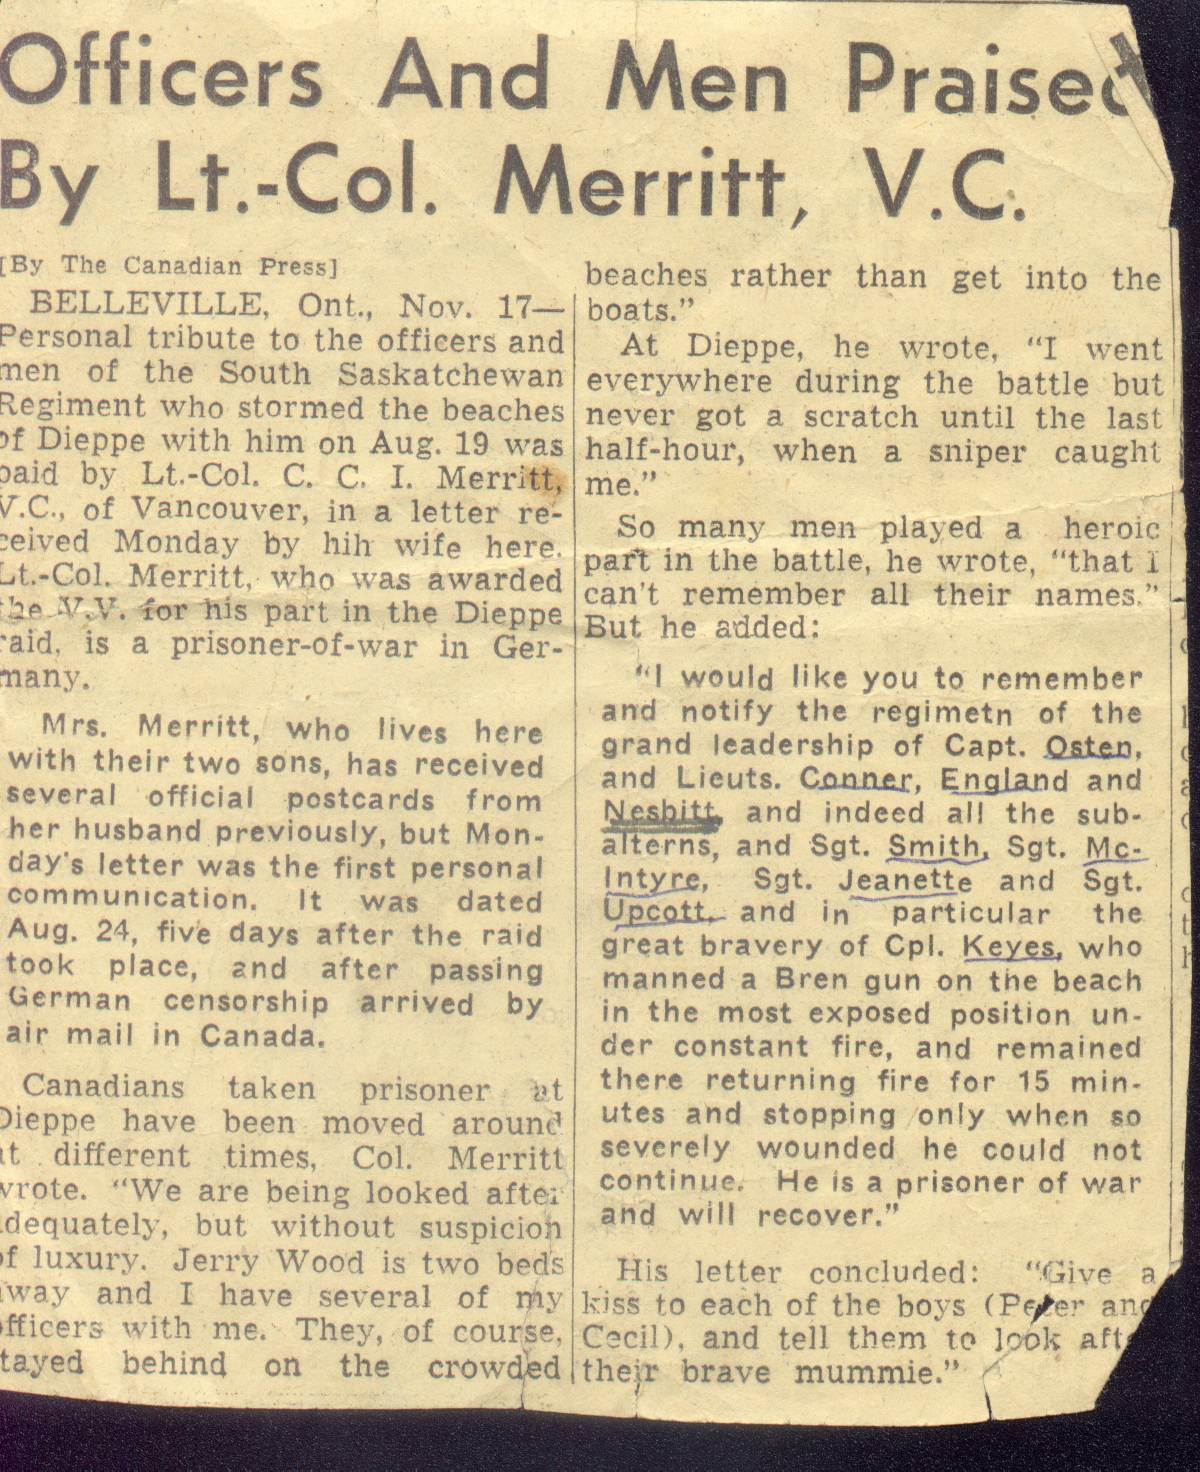 Officers And Men Praised
By Lt.-Col. Merritt, V.C.
[By The Canadian Press]
BELLEVILLE, Ont., Nov. 17—
Personal tribute to the officers and
men of the South Saskatchewan
Regiment who stormed the beaches
of Dieppe with him on Aug. 19 was
paid by Lt.-Col. C. C. I. Merritt,
V.C., of Vancouver, in a letter re-
ceived Monday by hih wife here.
Lt.-Col. Merritt, who was awarded
the V.V. for his part in the Dieppe
raid, is a prisoner-of-war in Ger-
many.
Mrs. Merritt, who lives here
with their two sons, has received
several official postcards from
her husband previously, but Mon-
day's letter was the first personal
communication. It was dated
Aug. 24, five days after the raid
took place, and after passing
German censorship arrived by
air mail in Canada.
Canadians taken prisoner at
Dieppe have been moved around
at different times, Col. Merritt
wrote. “We are being looked after
adequately, but without suspicion
of luxury. Jerry Wood is two beds
away and I have several of my
officers with me. They, of course,
stayed behind on the crowded
beaches rather than get into the
boats.”
At Dieppe, he wrote, “I went
everywhere during the battle but
never got a scratch until the last
half-hour, when a sniper caught
me.”
So many men played a heroic
part in the battle, he wrote, “that I
can't remember all their names.”
But he added:
“I would like you to remember
and notify the regimetn of the
grand leadership of Capt. Osten,
and Lieuts. Conner, England and
Nesbitt, and indeed all the sub-
alterns, and Sgt. Smith, Sgt. Mc-
Intyre, Sgt. Jeanette and Sgt.
Upcott, and in particular the
great bravery of Cpl. Keyes, who
manned a Bren gun on the beach
in the most exposed position un-
der constant fire, and remained
there returning fire for 15 min-
utes and stopping only when so
severely wounded he could not
continue. He is a prisoner of war
and will recover.”
His letter concluded: “Give a
kiss to each of the boys (Peter and
Cecil), and tell them to look after
their brave mummie.”